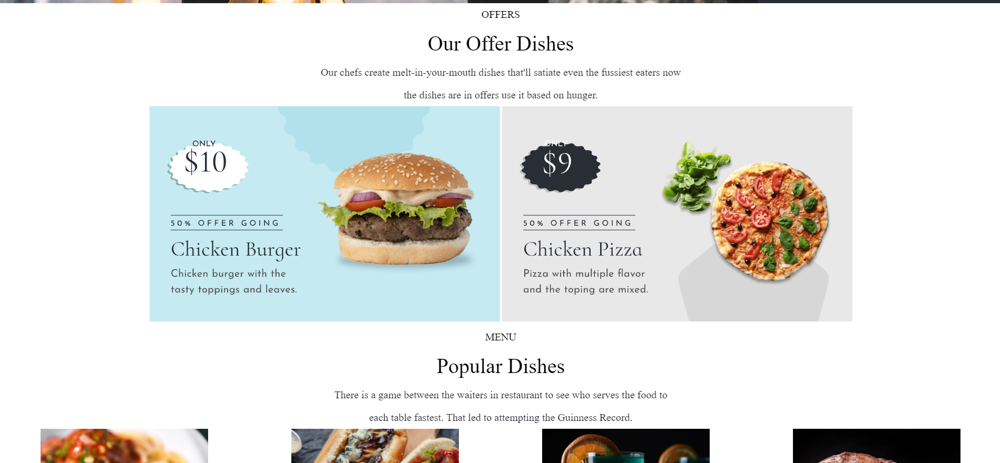 OFFERS
Our Offer Dishes
Our chefs create melt-in-your-mouth dishes that'll satiate even the fussiest eaters now
the dishes are in offers use it based on hunger.
ONLY
$10
50% OFFER GOING
Chicken Burger
Chicken burger with the
tasty toppings and leaves.
ONLY
$9
50% OFFER GOING
Chicken Pizza
Pizza with multiple flavor
and the toping are mixed.
MENU
Popular Dishes
There is a game between the waiters in restaurant to see who serves the food to
each table fastest. That led to attempting the Guinness Record.